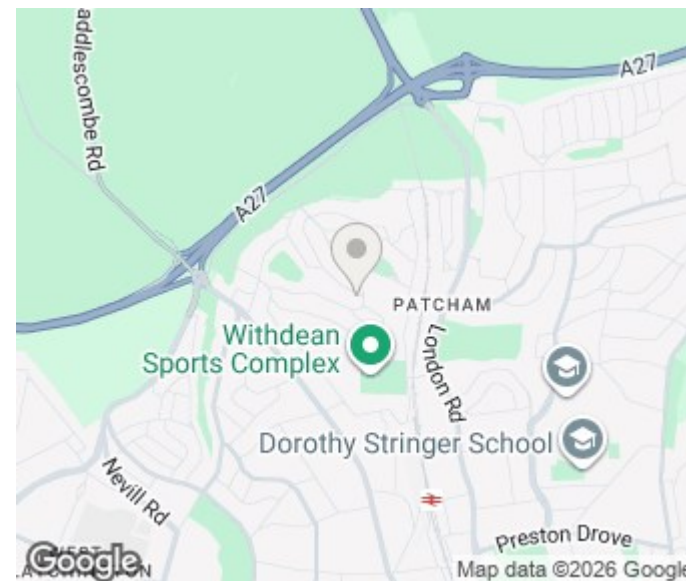 addlescombe Rd
A27
A27
PATCHAM
Withdean
Sports Complex
London Rd
Dorothy Stringer School
Nevill Rd
Preston Drove
WEST
Google
Map data ©2026 Google